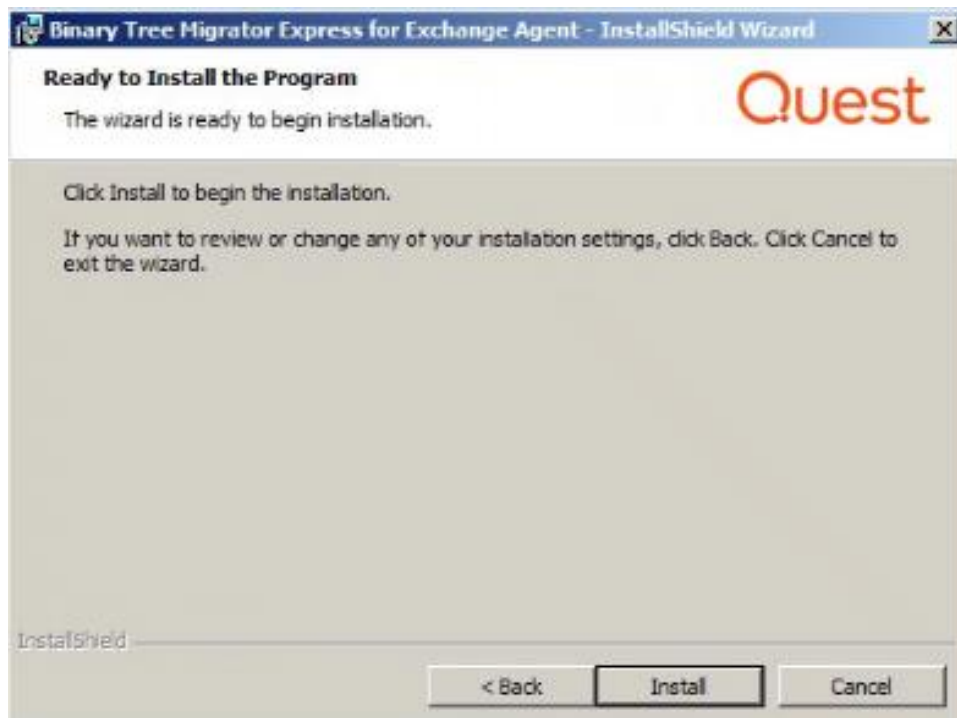 Binary Tree Migrator Express for Exchange Agent - InstallShield Wizard
Ready to Install the Program
The wizard is ready to begin installation.
Quest
Click Install to begin the installation.
If you want to review or change any of your installation settings, click Back. Click Cancel to
exit the wizard.
InstallShield
< Back
Install
Cancel